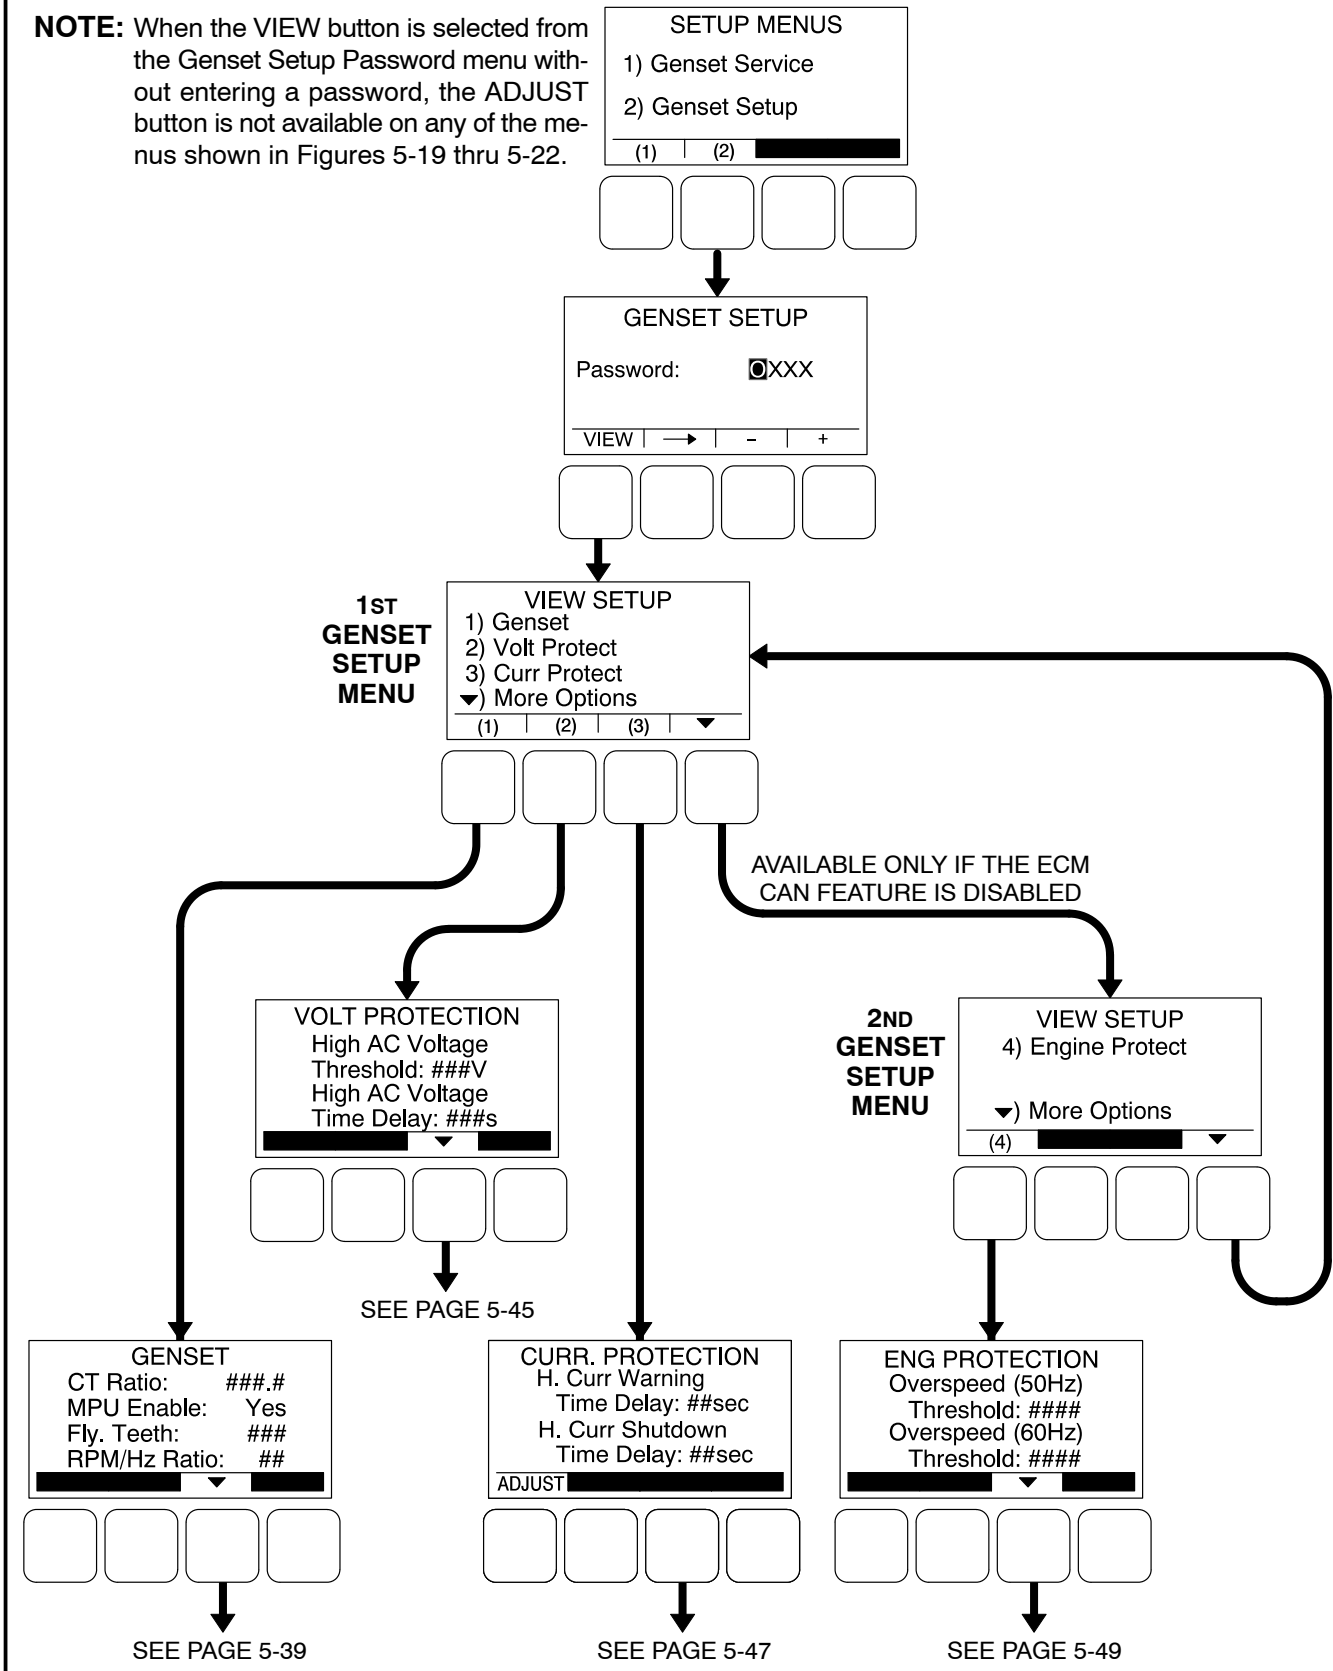 NOTE: When the VIEW button is selected from
the Genset Setup Password menu with-
out entering a password, the ADJUST
button is not available on any of the me-
nus shown in Figures 5-19 thru 5-22.
SETUP MENUS
1) Genset Service
2) Genset Setup
(1) (2)
GENSET SETUP
Password: 0XXX
VIEW → - +
1ST
GENSET
SETUP
MENU
VIEW SETUP
1) Genset
2) Volt Protect
3) Curr Protect
▼) More Options
(1) (2) (3) ▼
AVAILABLE ONLY IF THE ECM
CAN FEATURE IS DISABLED
VOLT PROTECTION
High AC Voltage
Threshold: ###V
High AC Voltage
Time Delay: ###s
▼
SEE PAGE 5-45
2ND
GENSET
SETUP
MENU
VIEW SETUP
4) Engine Protect
▼) More Options
(4) ▼
GENSET
CT Ratio: ###.#
MPU Enable: Yes
Fly. Teeth: ###
RPM/Hz Ratio: ##
▼
SEE PAGE 5-39
CURR. PROTECTION
H. Curr Warning
Time Delay: ##sec
H. Curr Shutdown
Time Delay: ##sec
ADJUST
SEE PAGE 5-47
ENG PROTECTION
Overspeed (50Hz)
Threshold: ####
Overspeed (60Hz)
Threshold: ####
▼
SEE PAGE 5-49